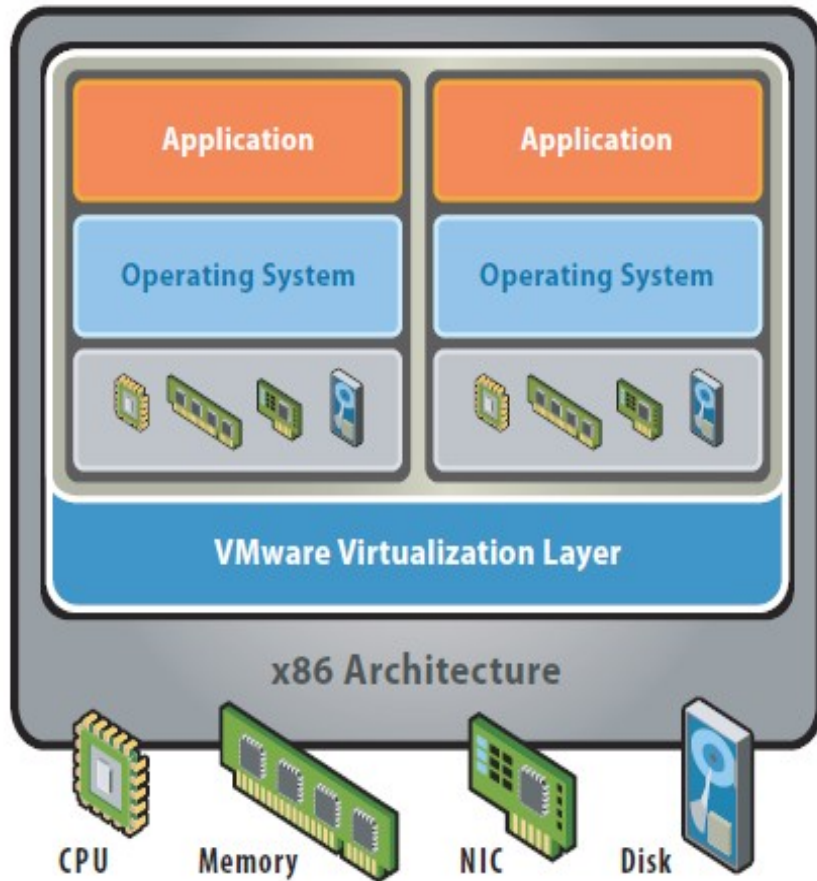 Application Application
Operating System Operating System
VMware Virtualization Layer
x86 Architecture
CPU Memory NIC Disk